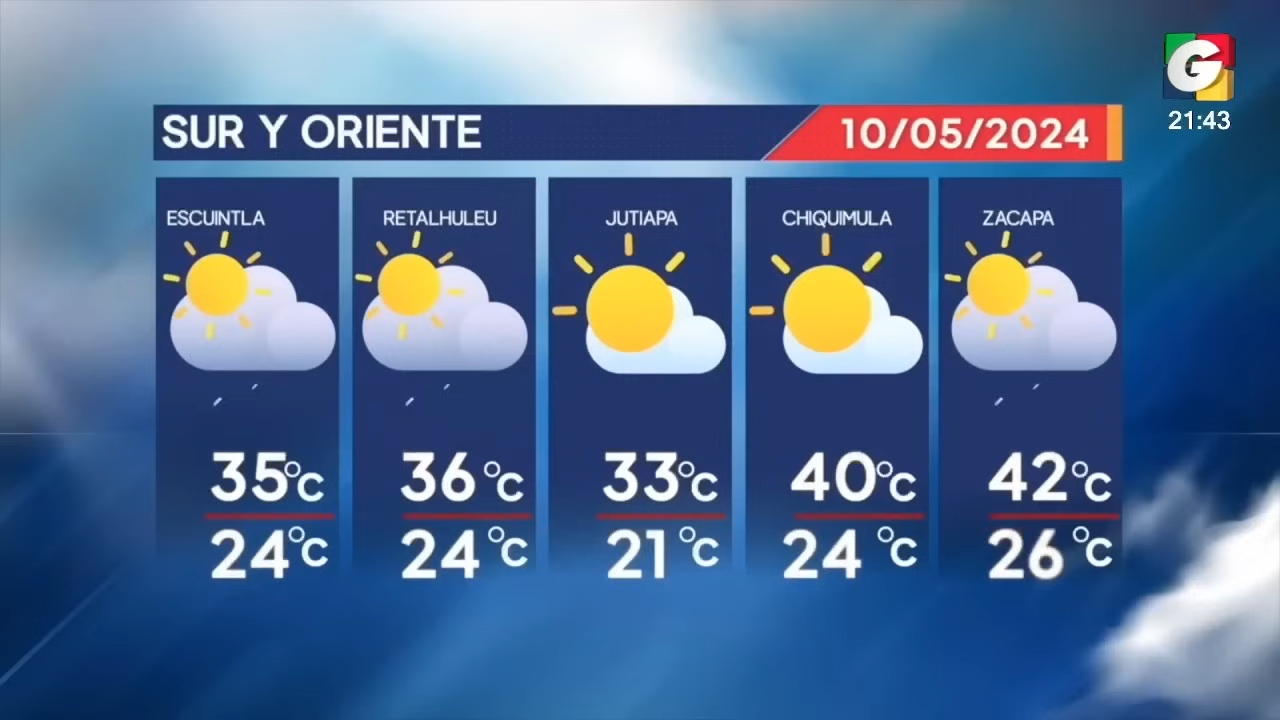 G
21:43
SUR Y ORIENTE
10/05/2024
ESCUINTLA
35°C
24°C
RETALHULEU
36°C
24°C
JUTIAPA
33°C
21°C
CHIQUIMULA
40°C
24°C
ZACAPA
42°C
26°C